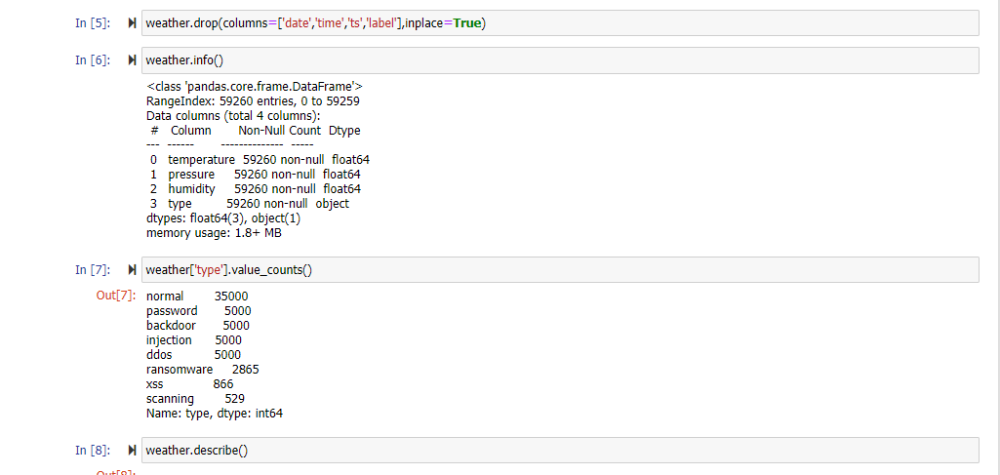 In [5]: weather.drop(columns=['date','time','ts','label'],inplace=True)
In [6]: weather.info()
<class 'pandas.core.frame.DataFrame'>
RangeIndex: 59260 entries, 0 to 59259
Data columns (total 4 columns):
# Column Non-Null Count Dtype
--- ------ -------------- -----
0 temperature 59260 non-null float64
1 pressure 59260 non-null float64
2 humidity 59260 non-null float64
3 type 59260 non-null object
dtypes: float64(3), object(1)
memory usage: 1.8+ MB
In [7]: weather['type'].value_counts()
Out[7]: normal 35000
password 5000
backdoor 5000
injection 5000
ddos 5000
ransomware 2865
xss 866
scanning 529
Name: type, dtype: int64
In [8]: weather.describe()
Out[8]: